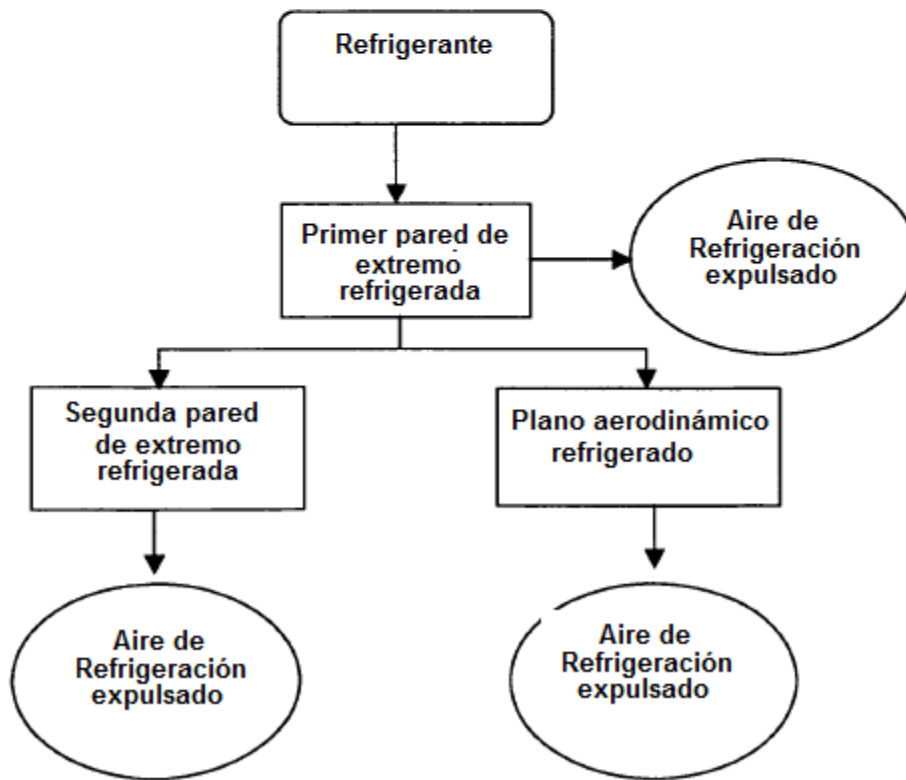 Refrigerante
Primer pared de
extremo
refrigerada
Aire de
Refrigeración
expulsado
Segunda pared
de extremo
refrigerada
Plano aerodinámico
refrigerado
Aire de
Refrigeración
expulsado
Aire de
Refrigeración
expulsado